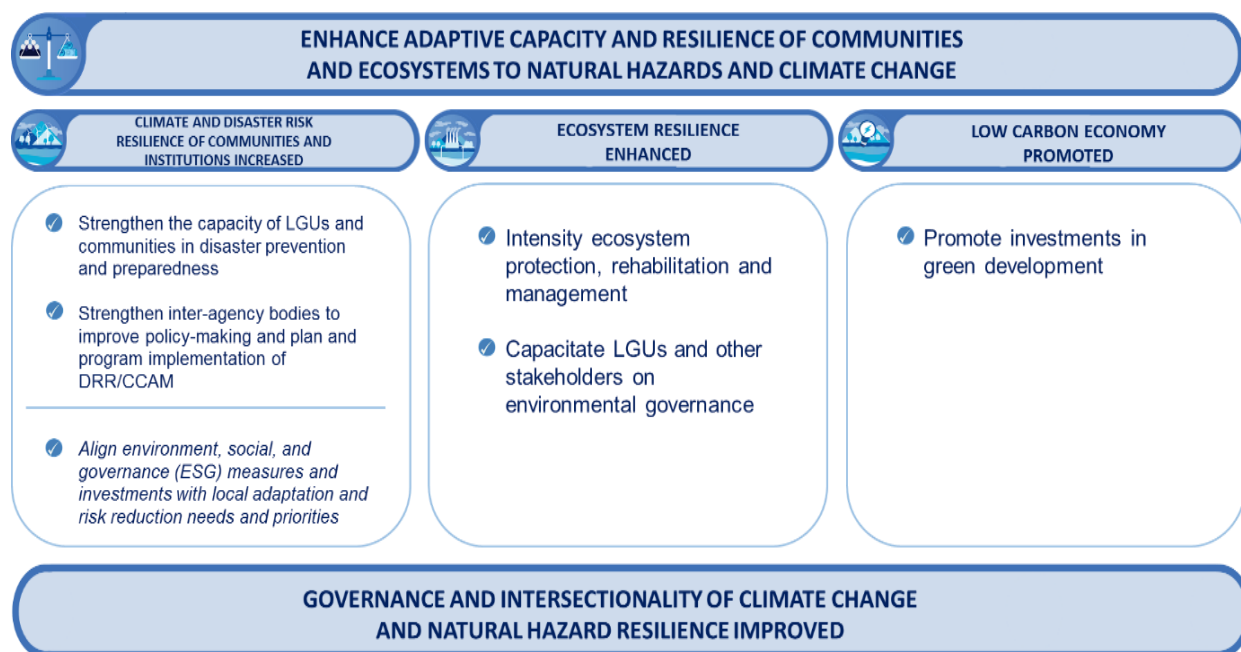 ENHANCE ADAPTIVE CAPACITY AND RESILIENCE OF COMMUNITIES
AND ECOSYSTEMS TO NATURAL HAZARDS AND CLIMATE CHANGE
CLIMATE AND DISASTER RISK
RESILIENCE OF COMMUNITIES AND
INSTITUTIONS INCREASED
Strengthen the capacity of LGUs and
communities in disaster prevention
and preparedness
Strengthen inter-agency bodies to
improve policy-making and plan and
program implementation of
DRR/CCAM
Align environment, social, and
governance (ESG) measures and
investments with local adaptation and
risk reduction needs and priorities
ECOSYSTEM RESILIENCE
ENHANCED
Intensity ecosystem
protection, rehabilitation and
management
Capacitate LGUs and other
stakeholders on
environmental governance
LOW CARBON ECONOMY
PROMOTED
Promote investments in
green development
GOVERNANCE AND INTERSECTIONALITY OF CLIMATE CHANGE
AND NATURAL HAZARD RESILIENCE IMPROVED